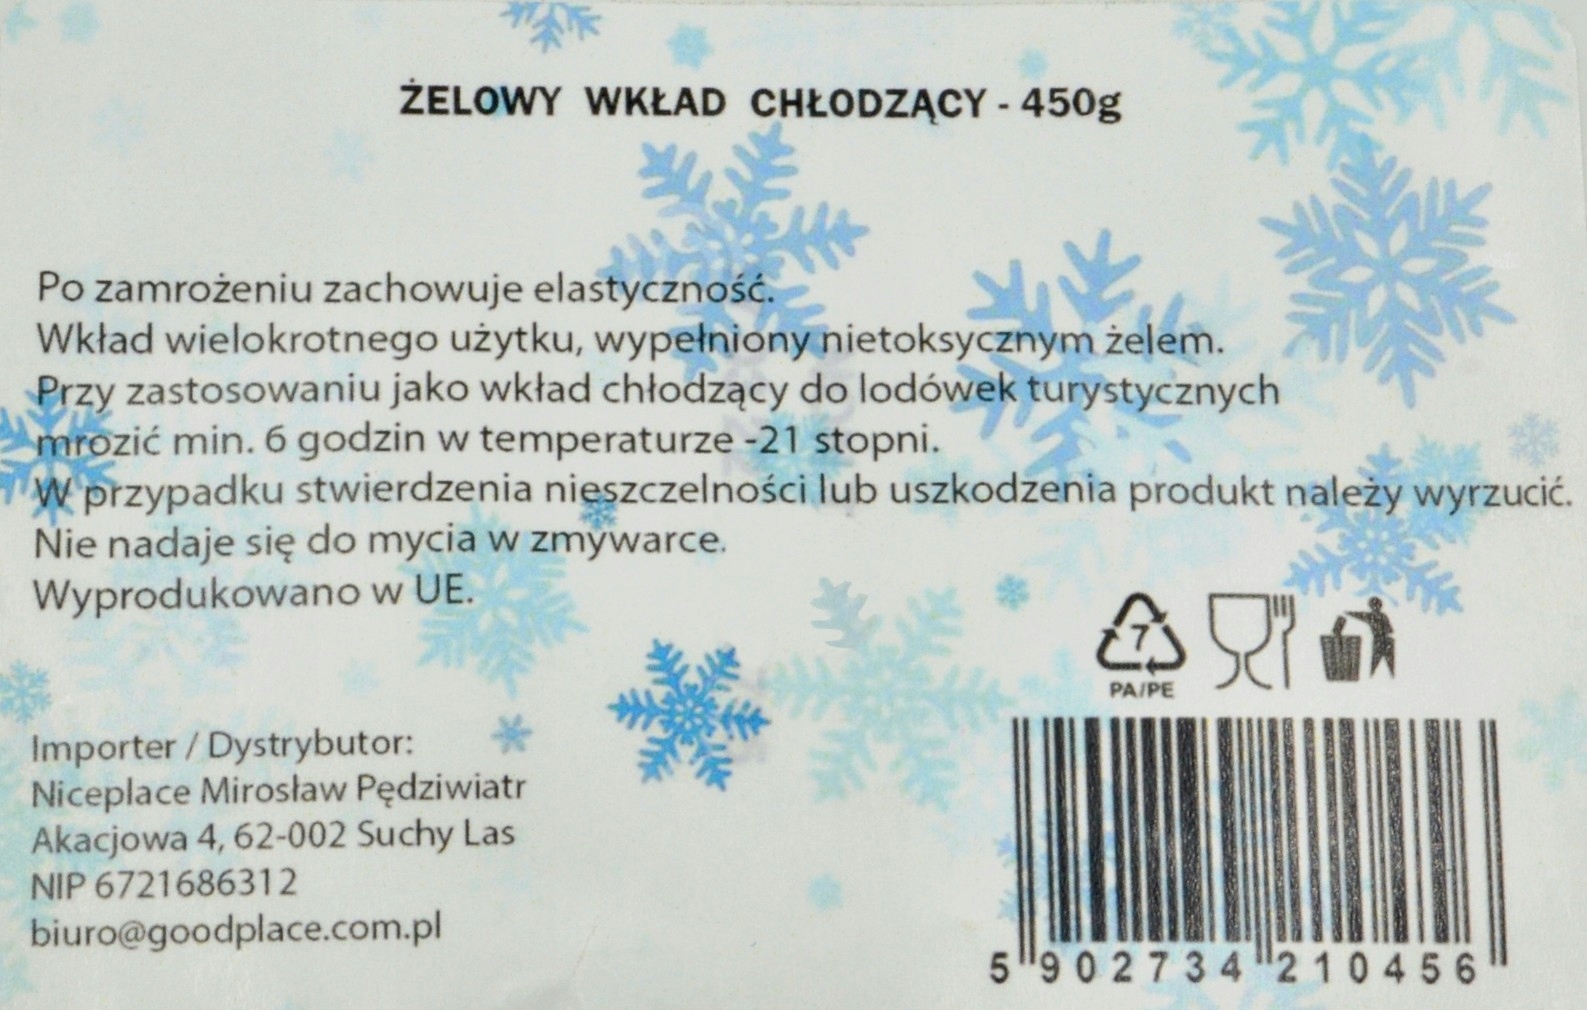 ŻELOWY WKŁAD CHŁODZĄCY - 450g
Po zamrożeniu zachowuje elastyczność.
Wkład wielokrotnego użytku, wypełniony nietoksycznym żelem.
Przy zastosowaniu jako wkład chłodzący do lodówek turystycznych
mrozić min. 6 godzin w temperaturze -21 stopni.
W przypadku stwierdzenia nieszczelności lub uszkodzenia produkt należy wyrzucić.
Nie nadaje się do mycia w zmywarce.
Wyprodukowano w UE.
7
PA/PE
Importer / Dystrybutor:
Niceplace Mirosław Pędziwiatr
Akacjowa 4, 62-002 Suchy Las
NIP 6721686312
biuro@goodplace.com.pl
5 902734 210456